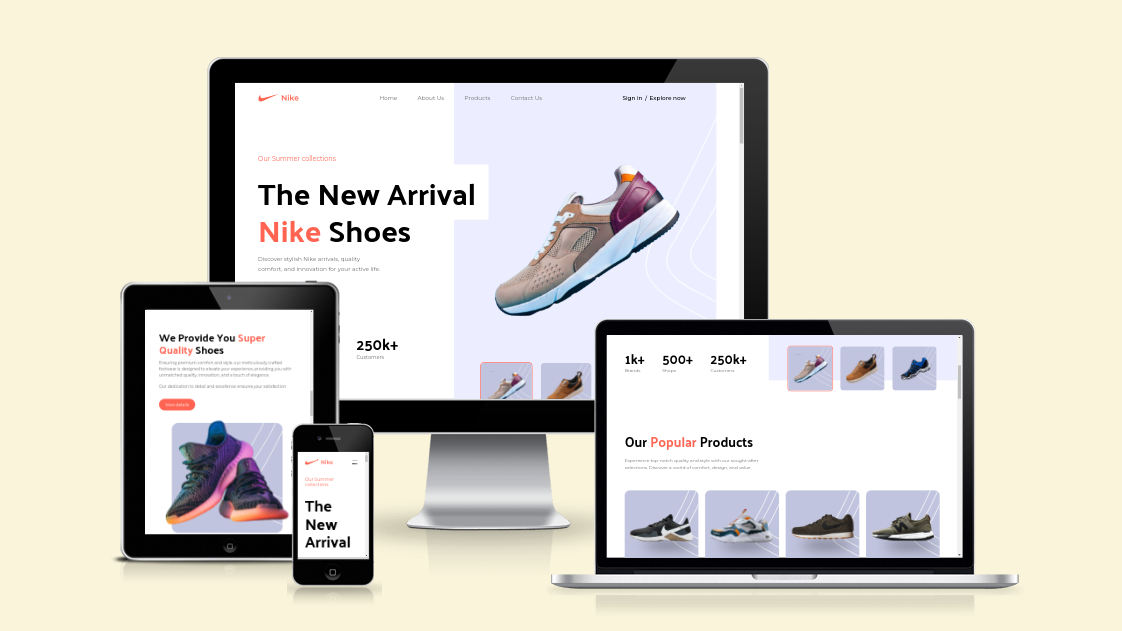 Nike
Home
About Us
Products
Contact Us
Sign in / Explore now
Our Summer collections
The New Arrival
Nike Shoes
Discover stylish Nike arrivals, quality
comfort, and innovation for your active life.
250k+
Customers
We Provide You Super
Quality Shoes
Ensuring premium comfort and style, our meticulously crafted
footwear is designed to elevate your experience, providing you with
unmatched quality, innovation, and a touch of elegance.
Our dedication to detail and excellence ensures your satisfaction
View details
Nike
Our Summer
collections
The
New
Arrival
1k+
Brands
500+
Shops
250k+
Customers
Our Popular Products
Experience top-notch quality and style with our sought-after
selections. Discover a world of comfort, design, and value